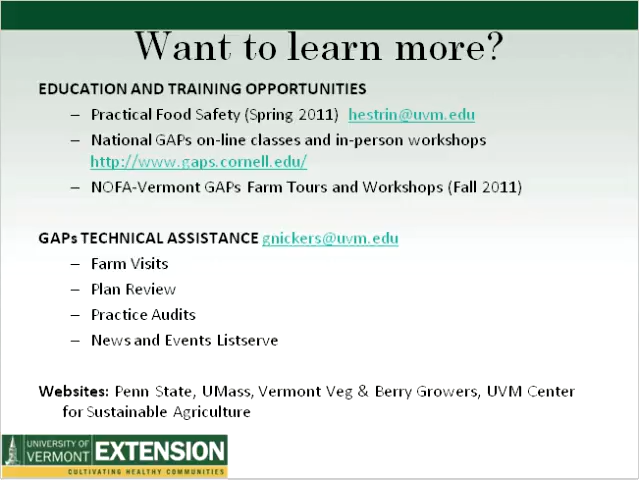 Want to learn more?
EDUCATION AND TRAINING OPPORTUNITIES
– Practical Food Safety (Spring 2011) hestrin@uvm.edu
– National GAPs on-line classes and in-person workshops
http://www.gaps.cornell.edu/
– NOFA-Vermont GAPs Farm Tours and Workshops (Fall 2011)
GAPs TECHNICAL ASSISTANCE gnickers@uvm.edu
– Farm Visits
– Plan Review
– Practice Audits
– News and Events Listserve
Websites: Penn State, UMass, Vermont Veg & Berry Growers, UVM Center
for Sustainable Agriculture
UNIVERSITY OF
VERMONT EXTENSION
CULTIVATING HEALTHY COMMUNITIES